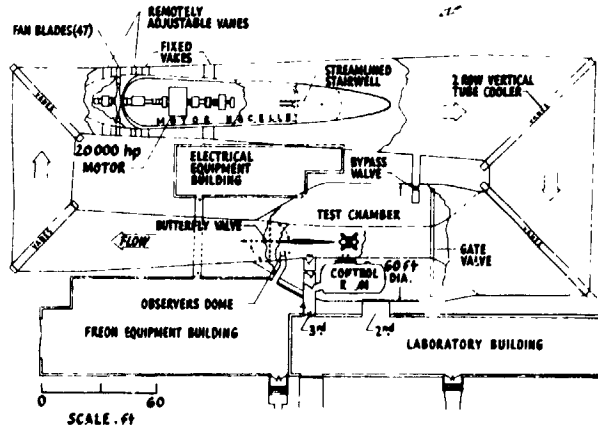 REMOTELY
ADJUSTABLE VANES
FAN BLADES(47)
FIXED
VANES
STREAMLINED
STAIRWELL
2 ROW VERTICAL
TUBE COOLER
VANES
MOTOR NACELLE
20000 hp
MOTOR
ELECTRICAL
EQUIPMENT
BUILDING
BYPASS
VALVE
TEST CHAMBER
BUTTERFLY VALVE
FLOW
VANES
VANES
GATE
VALVE
CONTROL
ROOM
60 ft
DIA.
OBSERVERS DOME
FREON EQUIPMENT BUILDING
3rd
2nd
LABORATORY BUILDING
0
60
SCALE, ft